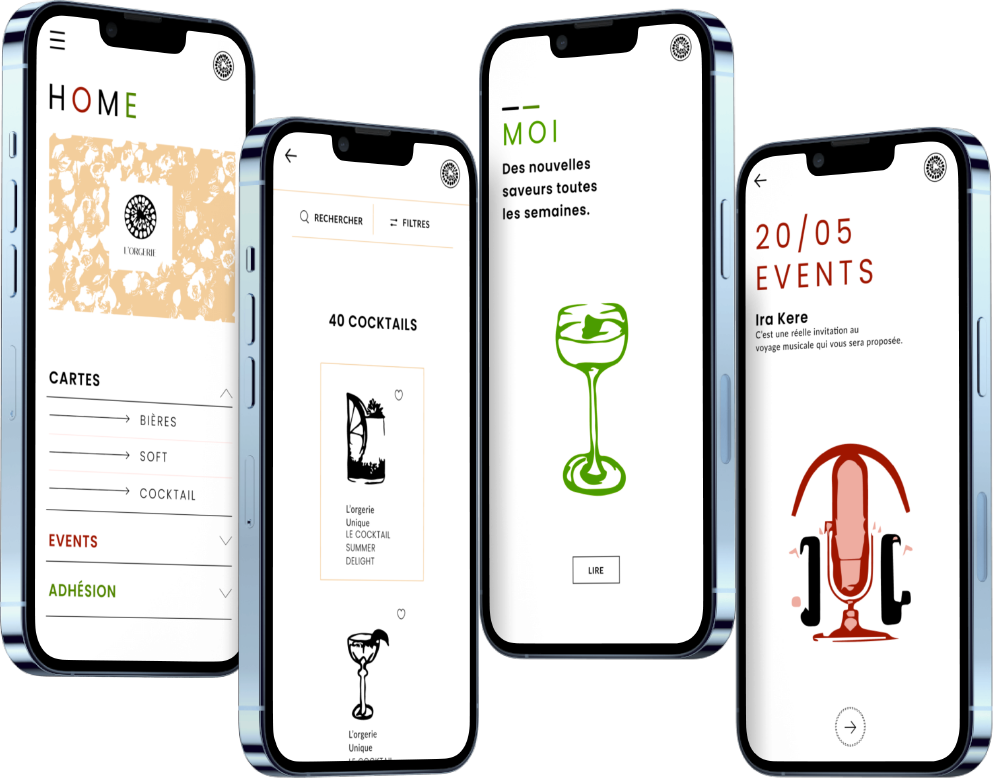 HOME
L'ORGERIE
CARTES
BIÈRES
SOFT
COCKTAIL
EVENTS
ADHÉSION
RECHERCHER
FILTRES
40 COCKTAILS
L'orgerie
Unique
LE COCKTAIL
SUMMER
DELIGHT
L'orgerie
Unique
LE COCKTAIL
MOI
Des nouvelles
saveurs toutes
les semaines.
LIRE
20/05
EVENTS
Ira Kere
C'est une réelle invitation au
voyage musicale qui vous sera proposée.